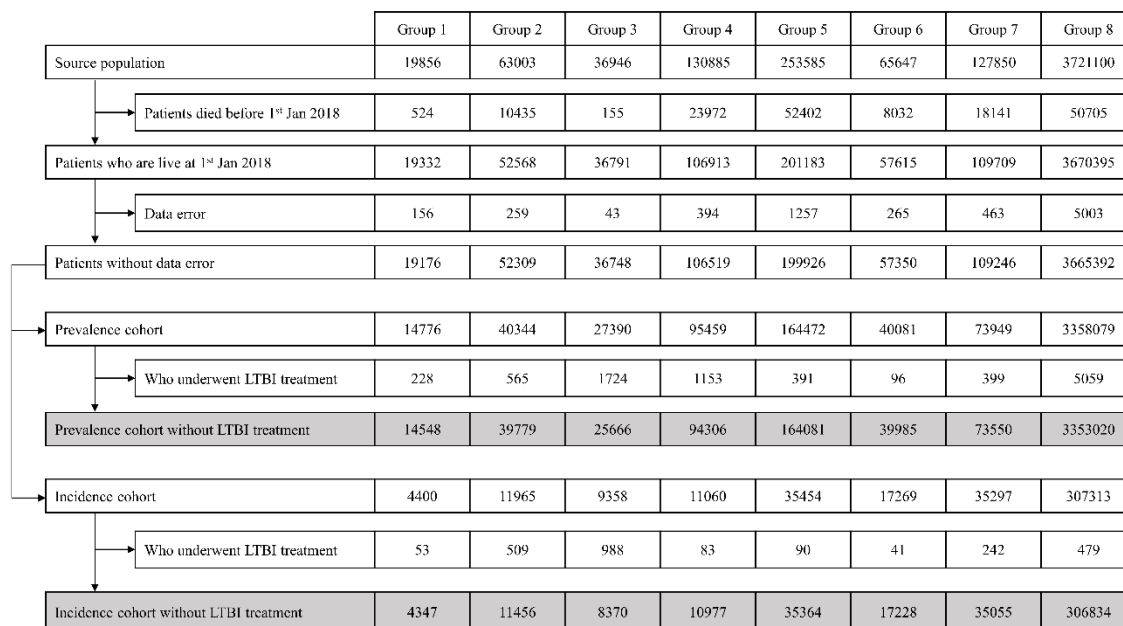 Group 1 Group 2 Group 3 Group 4 Group 5 Group 6 Group 7 Group 8
Source population 19856 63003 36946 130885 253585 65647 127850 3721100
Patients died before 1st Jan 2018 524 10435 155 23972 52402 8032 18141 50705
Patients who are live at 1st Jan 2018 19332 52568 36791 106913 201183 57615 109709 3670395
Data error 156 259 43 394 1257 265 463 5003
Patients without data error 19176 52309 36748 106519 199926 57350 109246 3665392
Prevalence cohort 14776 40344 27390 95459 164472 40081 73949 3358079
Who underwent LTBI treatment 228 565 1724 1153 391 96 399 5059
Prevalence cohort without LTBI treatment 14548 39779 25666 94306 164081 39985 73550 3353020
Incidence cohort 4400 11965 9358 11060 35454 17269 35297 307313
Who underwent LTBI treatment 53 509 988 83 90 41 242 479
Incidence cohort without LTBI treatment 4347 11456 8370 10977 35364 17228 35055 306834